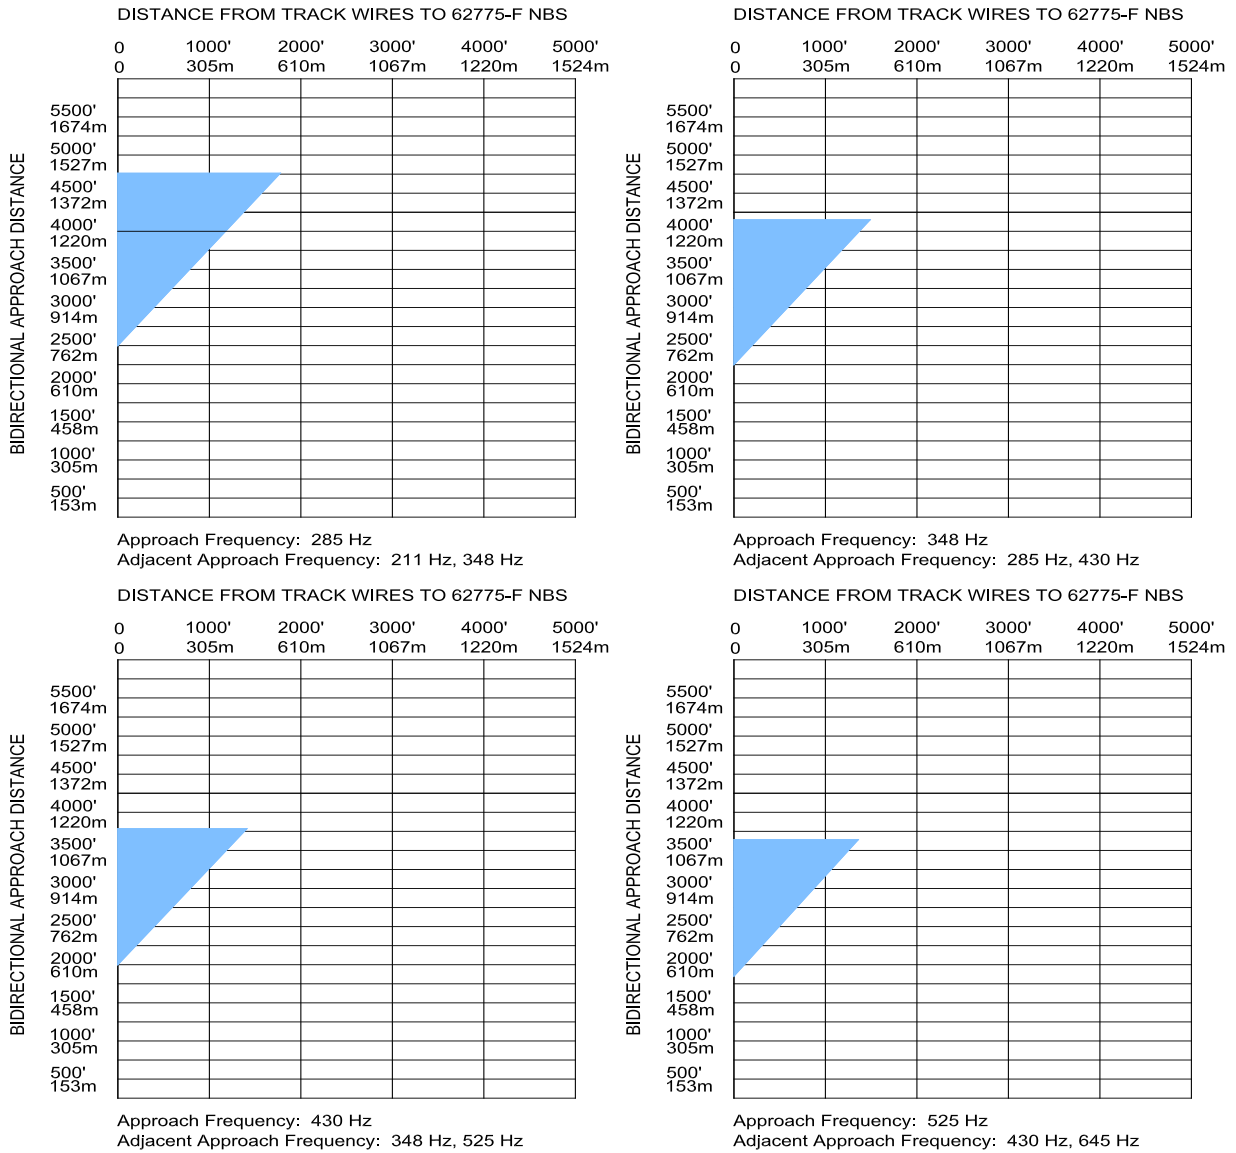 DISTANCE FROM TRACK WIRES TO 62775-F NBS
0 1000' 2000' 3000' 4000' 5000'
0 305m 610m 1067m 1220m 1524m
BIDIRECTIONAL APPROACH DISTANCE
5500'
1674m
5000'
1527m
4500'
1372m
4000'
1220m
3500'
1067m
3000'
914m
2500'
762m
2000'
610m
1500'
458m
1000'
305m
500'
153m
Approach Frequency: 285 Hz
Adjacent Approach Frequency: 211 Hz, 348 Hz
DISTANCE FROM TRACK WIRES TO 62775-F NBS
0 1000' 2000' 3000' 4000' 5000'
0 305m 610m 1067m 1220m 1524m
BIDIRECTIONAL APPROACH DISTANCE
5500'
1674m
5000'
1527m
4500'
1372m
4000'
1220m
3500'
1067m
3000'
914m
2500'
762m
2000'
610m
1500'
458m
1000'
305m
500'
153m
Approach Frequency: 348 Hz
Adjacent Approach Frequency: 285 Hz, 430 Hz
DISTANCE FROM TRACK WIRES TO 62775-F NBS
0 1000' 2000' 3000' 4000' 5000'
0 305m 610m 1067m 1220m 1524m
BIDIRECTIONAL APPROACH DISTANCE
5500'
1674m
5000'
1527m
4500'
1372m
4000'
1220m
3500'
1067m
3000'
914m
2500'
762m
2000'
610m
1500'
458m
1000'
305m
500'
153m
Approach Frequency: 430 Hz
Adjacent Approach Frequency: 348 Hz, 525 Hz
DISTANCE FROM TRACK WIRES TO 62775-F NBS
0 1000' 2000' 3000' 4000' 5000'
0 305m 610m 1067m 1220m 1524m
BIDIRECTIONAL APPROACH DISTANCE
5500'
1674m
5000'
1527m
4500'
1372m
4000'
1220m
3500'
1067m
3000'
914m
2500'
762m
2000'
610m
1500'
458m
1000'
305m
500'
153m
Approach Frequency: 525 Hz
Adjacent Approach Frequency: 430 Hz, 645 Hz